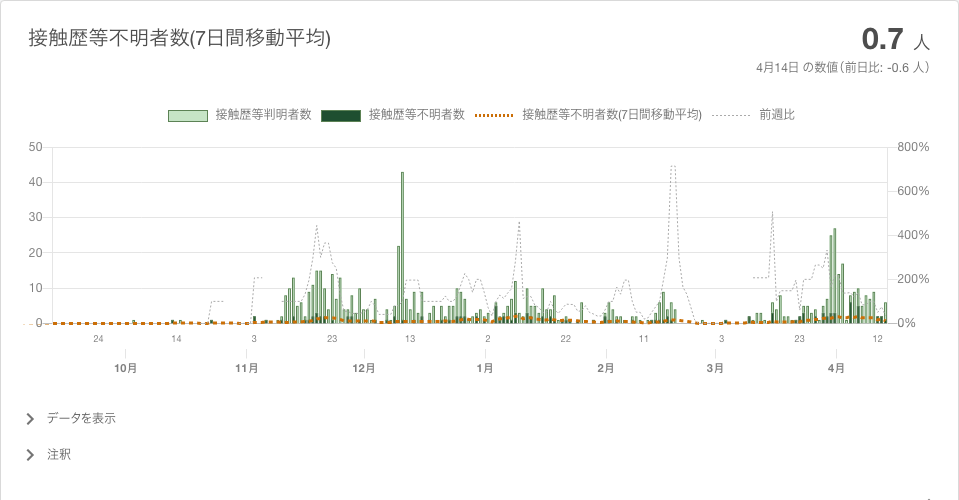 接触歴等不明者数(7日間移動平均)
0.7 人
4月14日 の数値（前日比: -0.6 人）
接触歴等判明者数 接触歴等不明者数 接触歴等不明者数(7日間移動平均) 前週比
50 800%
40 600%
30 400%
20 200%
10 0%
0
24 14 3 23 13 2 22 11 3 23 12
10月 11月 12月 1月 2月 3月 4月
データを表示
注釈